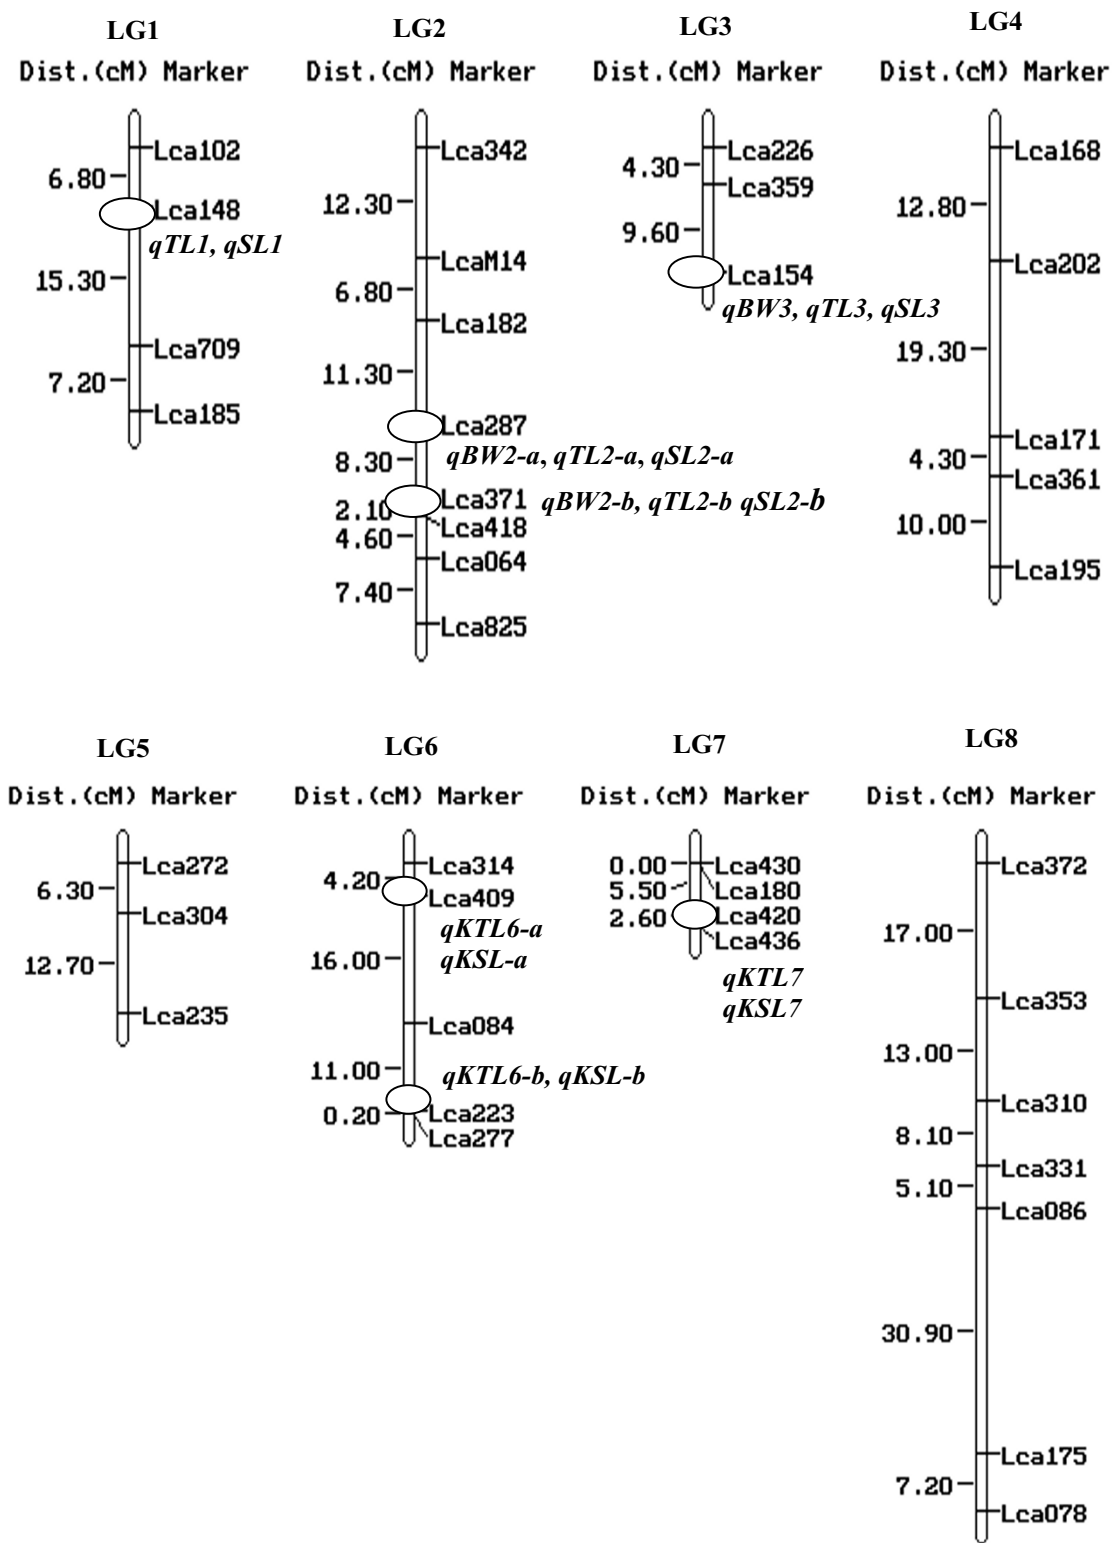 LG1
Dist.(cM) Marker
Lca102
6.80
Lca148
qTL1, qSL1
15.30
Lca709
7.20
Lca185
LG2
Dist.(cM) Marker
Lca342
12.30
LcaM14
6.80
Lca182
11.30
Lca287
qBW2-a, qTL2-a, qSL2-a
8.30
Lca371 qBW2-b, qTL2-b qSL2-b
2.10
Lca418
4.60
Lca064
7.40
Lca825
LG3
Dist.(cM) Marker
Lca226
4.30
Lca359
9.60
Lca154
qBW3, qTL3, qSL3
LG4
Dist.(cM) Marker
Lca168
12.80
Lca202
19.30
Lca171
4.30
Lca361
10.00
Lca195
LG5
Dist.(cM) Marker
Lca272
6.30
Lca304
12.70
Lca235
LG6
Dist.(cM) Marker
Lca314
4.20
Lca409
qKTL6-a
qKSL-a
16.00
Lca084
11.00
qKTL6-b, qKSL-b
0.20
Lca223
Lca277
LG7
Dist.(cM) Marker
0.00 Lca430
5.50 Lca180
2.60 Lca420
Lca436
qKTL7
qKSL7
LG8
Dist.(cM) Marker
Lca372
17.00
Lca353
13.00
Lca310
8.10
Lca331
5.10
Lca086
30.90
Lca175
7.20
Lca078